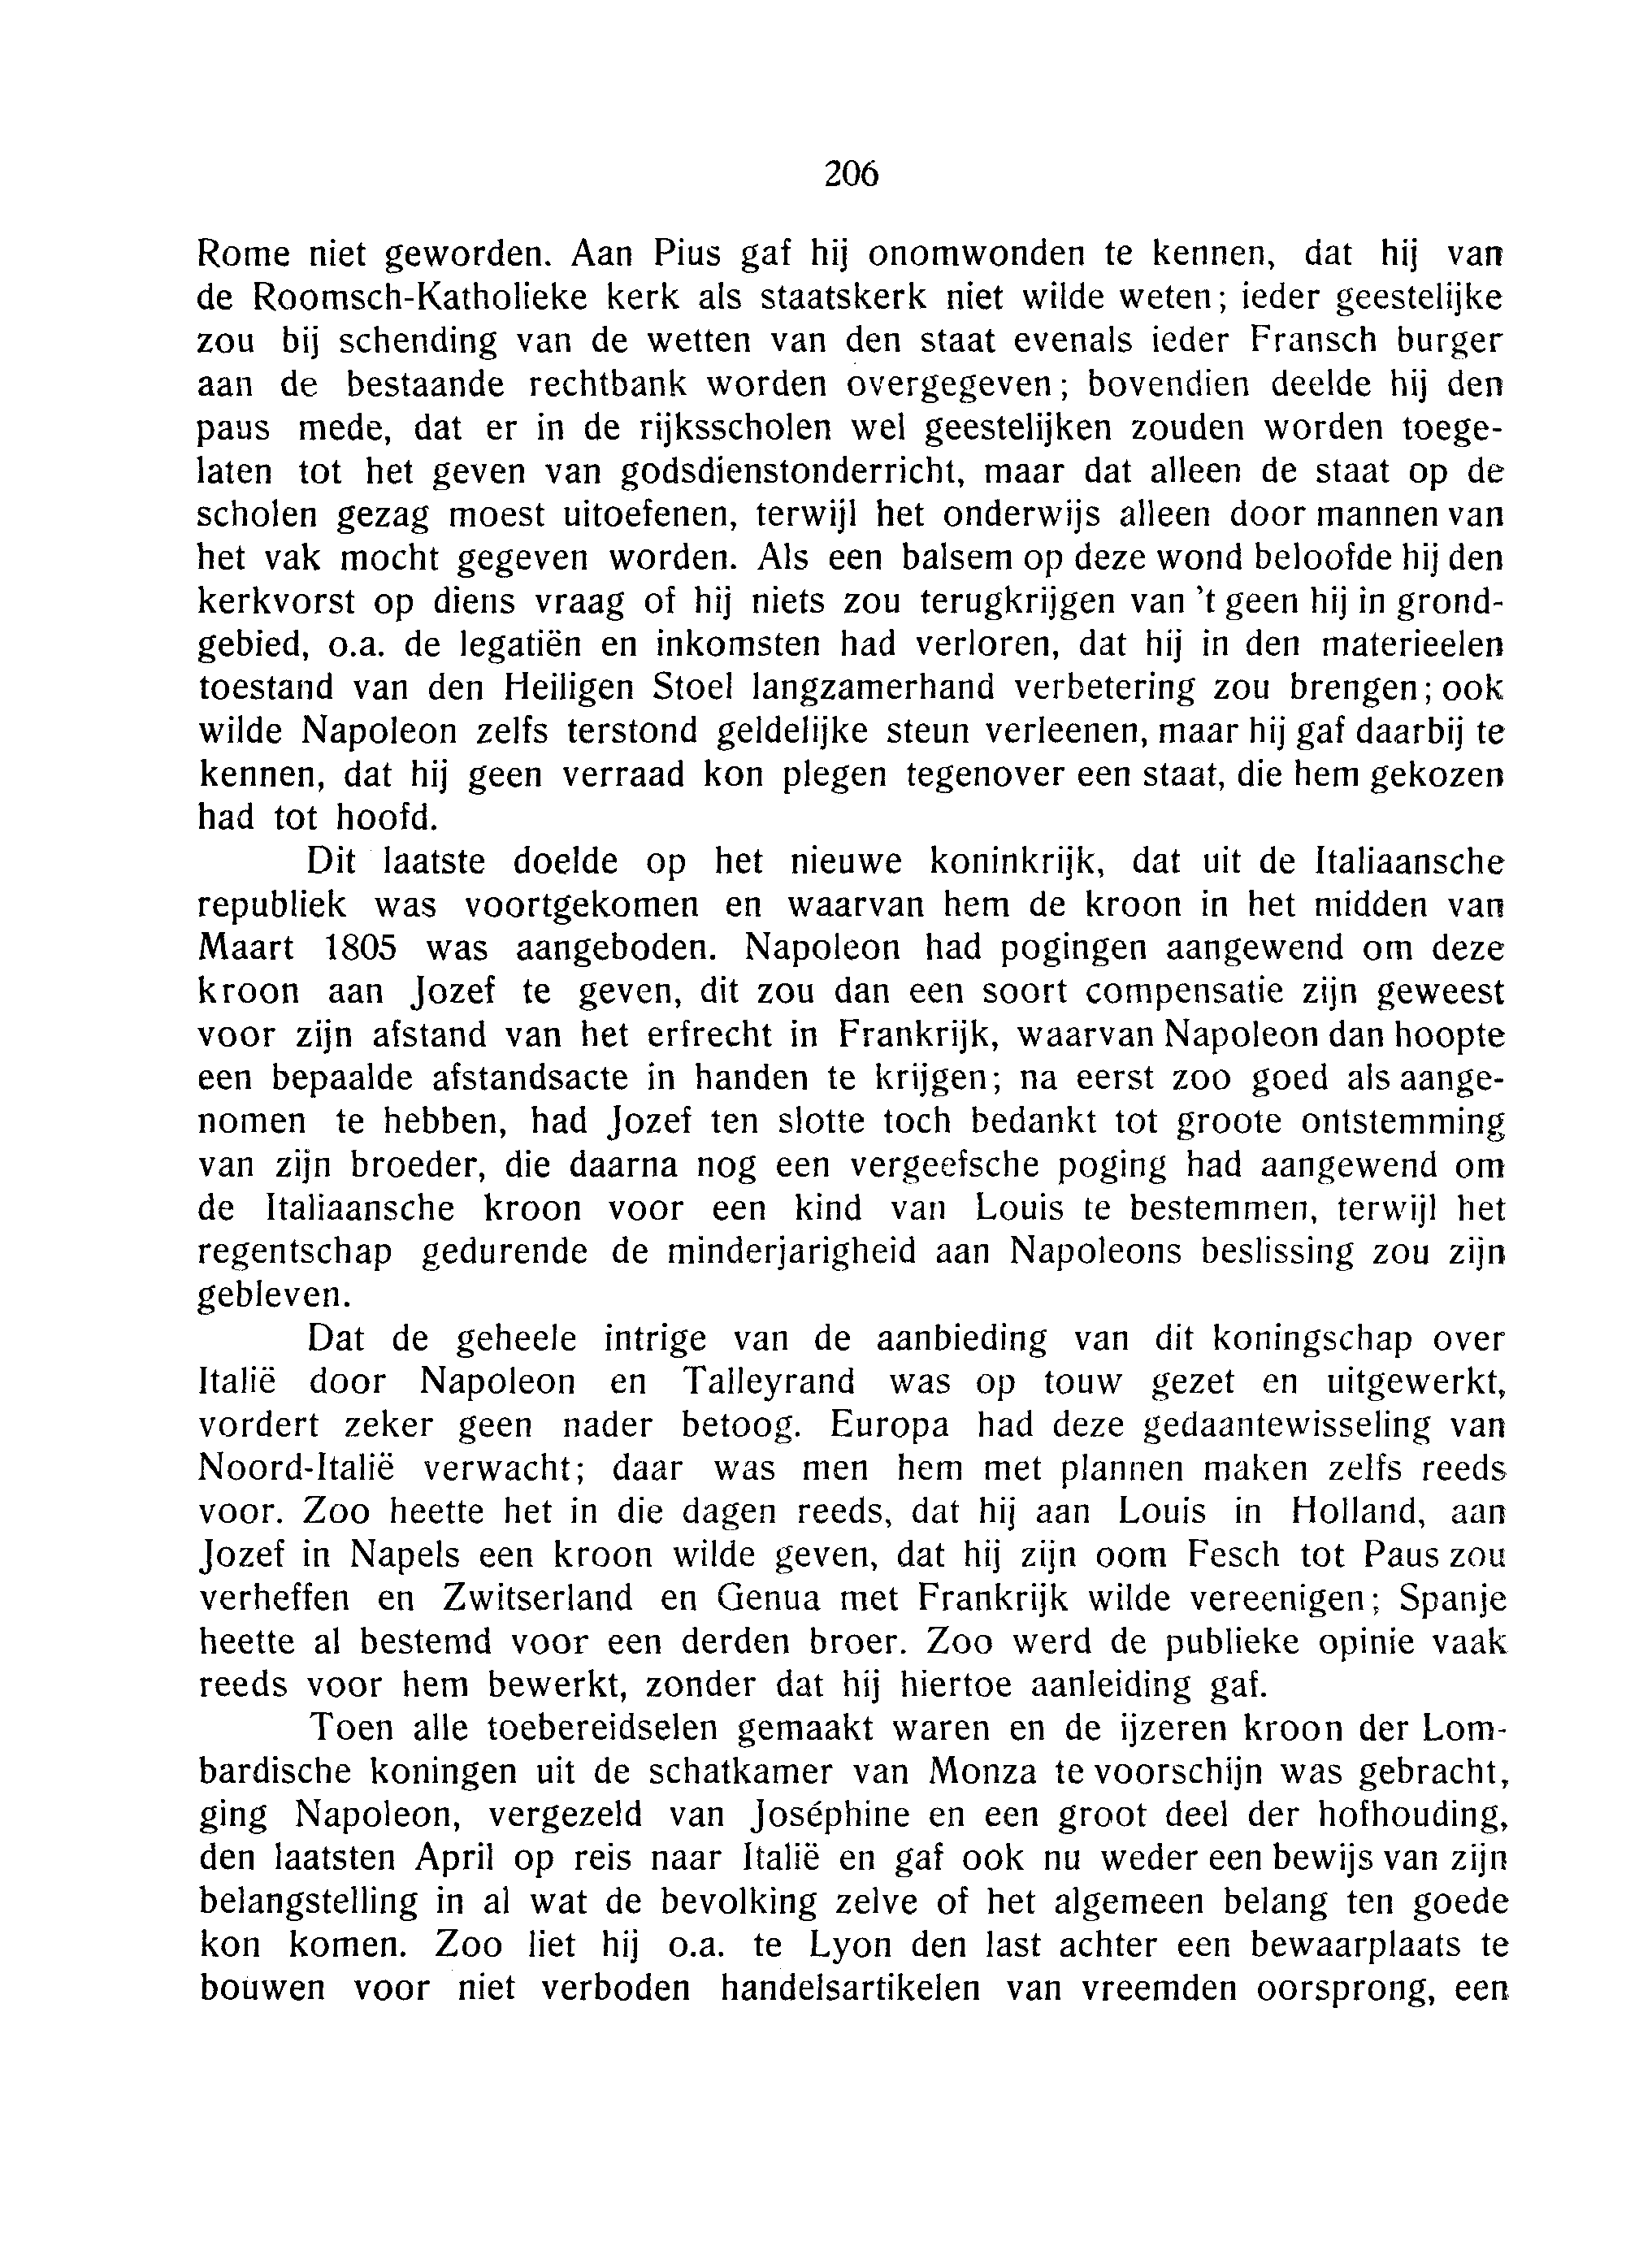 206
Rome niet geworden. Aan Pius gaf hij onomwonden te kennen, dat hij van
de Roomsch-Katholieke kerk als staatskerk niet wilde weten; ieder geestelijke
zou bij schending van de wetten van den staat evenals ieder Fransch burger
aan de bestaande rechtbank worden overgegeven; bovendien deelde hij den
paus mede, dat er in de rijksscholen wel geestelijken zouden worden toege-
laten tot het geven van godsdienstonderricht, maar dat alleen de staat op de
scholen gezag moest uitoefenen, terwijl het onderwijs alleen door mannen van
het vak mocht gegeven worden. Als een balsem op deze wond beloofde hij den
kerkvorst op diens vraag of hij niets zou terugkrijgen van 't geen hij in grond-
gebied, o.a. de legatiën en inkomsten had verloren, dat hij in den materieelen
toestand van den Heiligen Stoel langzamerhand verbetering zou brengen; ook
wilde Napoleon zelfs terstond geldelijke steun verleenen, maar hij gaf daarbij te
kennen, dat hij geen verraad kon plegen tegenover een staat, die hem gekozen
had tot hoofd.
Dit laatste doelde op het nieuwe koninkrijk, dat uit de Italiaansche
republiek was voortgekomen en waarvan hem de kroon in het midden van
Maart 1805 was aangeboden. Napoleon had pogingen aangewend om deze
kroon aan Jozef te geven, dit zou dan een soort compensatie zijn geweest
voor zijn afstand van het erfrecht in Frankrijk, waarvan Napoleon dan hoopte
een bepaalde afstandsacte in handen te krijgen; na eerst zoo goed als aange-
nomen te hebben, had Jozef ten slotte toch bedankt tot groote ontstemming
van zijn broeder, die daarna nog een vergeefsche poging had aangewend om
de Italiaansche kroon voor een kind van Louis te bestemmen, terwijl het
regentschap gedurende de minderjarigheid aan Napoleons beslissing zou zijn
gebleven.
Dat de geheele intrige van de aanbieding van dit koningschap over
Italië door Napoleon en Talleyrand was op touw gezet en uitgewerkt,
vordert zeker geen nader betoog. Europa had deze gedaantewisseling van
Noord-Italië verwacht; daar was men hem met plannen maken zelfs reeds
voor. Zoo heette het in die dagen reeds, dat hij aan Louis in Holland, aan
Jozef in Napels een kroon wilde geven, dat hij zijn oom Fesch tot Paus zou
verheffen en Zwitserland en Genua met Frankrijk wilde vereenigen; Spanje
heette al bestemd voor een derden broer. Zoo werd de publieke opinie vaak
reeds voor hem bewerkt, zonder dat hij hiertoe aanleiding gaf.
Toen alle toebereidselen gemaakt waren en de ijzeren kroon der Lom-
bardische koningen uit de schatkamer van Monza te voorschijn was gebracht,
ging Napoleon, vergezeld van Joséphine en een groot deel der hofhouding,
den laatsten April op reis naar Italië en gaf ook nu weder een bewijs van zijn
belangstelling in al wat de bevolking zelve of het algemeen belang ten goede
kon komen. Zoo liet hij o.a. te Lyon den last achter een bewaarplaats te
bouwen voor niet verboden handelsartikelen van vreemden oorsprong, een